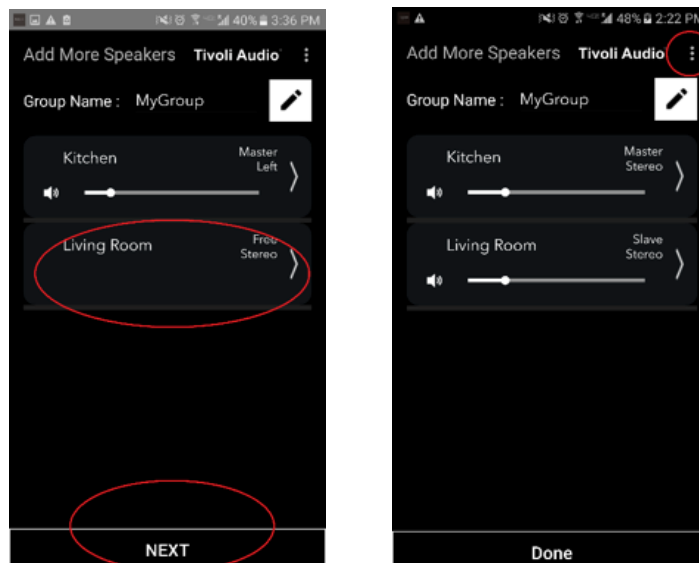 40% 3:36 PM
Add More Speakers Tivoli Audio
Group Name : MyGroup
Kitchen
Master
Left
Living Room
Free
Stereo
NEXT
48% 2:22 PM
Add More Speakers Tivoli Audio
Group Name : MyGroup
Kitchen
Master
Stereo
Living Room
Slave
Stereo
Done